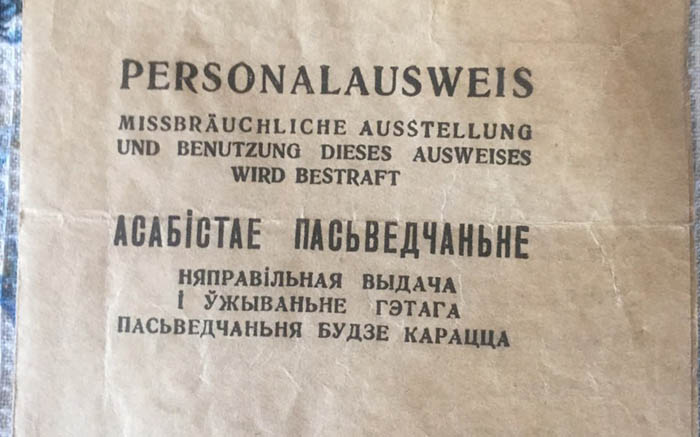 PERSONALAUSWEIS
MISSBRÄUCHLICHE AUSSTELLUNG
UND BENUTZUNG DIESES AUSWEISES
WIRD BESTRAFT
АСАБІСТАЕ ПАСЬВЕДЧАНЬНЕ
НЯПРАВІЛЬНАЯ ВЫДАЧА
І ЎЖЫВАНЬНЕ ГЭТАГА
ПАСЬВЕДЧАНЬНЯ БУДЗЕ КАРАЦЦА